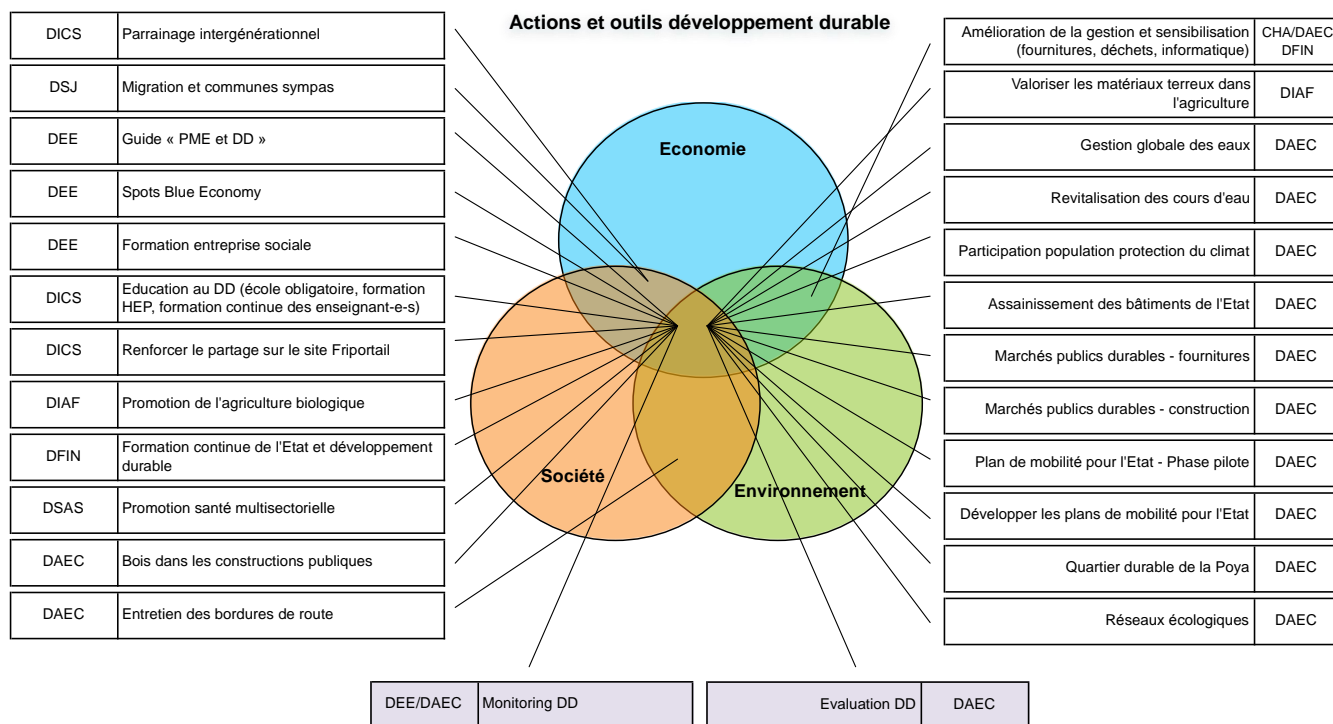 Actions et outils développement durable
DICS Parrainage intergénérationnel
DSJ Migration et communes sympas
DEE Guide « PME et DD »
DEE Spots Blue Economy
DEE Formation entreprise sociale
DICS Education au DD (école obligatoire, formation
HEP, formation continue des enseignant-e-s)
DICS Renforcer le partage sur le site Friportail
DIAF Promotion de l'agriculture biologique
DFIN Formation continue de l'Etat et développement
durable
DSAS Promotion santé multisectorielle
DAEC Bois dans les constructions publiques
DAEC Entretien des bordures de route
Economie
Société
Environnement
Amélioration de la gestion et sensibilisation CHA/DAEC
(fournitures, déchets, informatique) DFIN
Valoriser les matériaux terreux dans
l'agriculture DIAF
Gestion globale des eaux DAEC
Revitalisation des cours d'eau DAEC
Participation population protection du climat DAEC
Assainissement des bâtiments de l'Etat DAEC
Marchés publics durables - fournitures DAEC
Marchés publics durables - construction DAEC
Plan de mobilité pour l'Etat - Phase pilote DAEC
Développer les plans de mobilité pour l'Etat DAEC
Quartier durable de la Poya DAEC
Réseaux écologiques DAEC
DEE/DAEC Monitoring DD
Evaluation DD DAEC